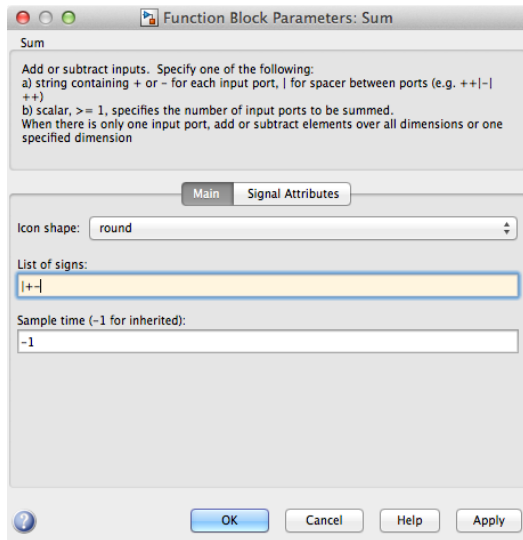 Function Block Parameters: Sum
Sum
Add or subtract inputs.  Specify one of the following:
a) string containing + or - for each input port, | for spacer between ports (e.g. ++|-|
++)
b) scalar, >= 1, specifies the number of input ports to be summed.
When there is only one input port, add or subtract elements over all dimensions or one
specified dimension
Main Signal Attributes
Icon shape: round
List of signs:
|+-
Sample time (-1 for inherited):
-1
? OK Cancel Help Apply